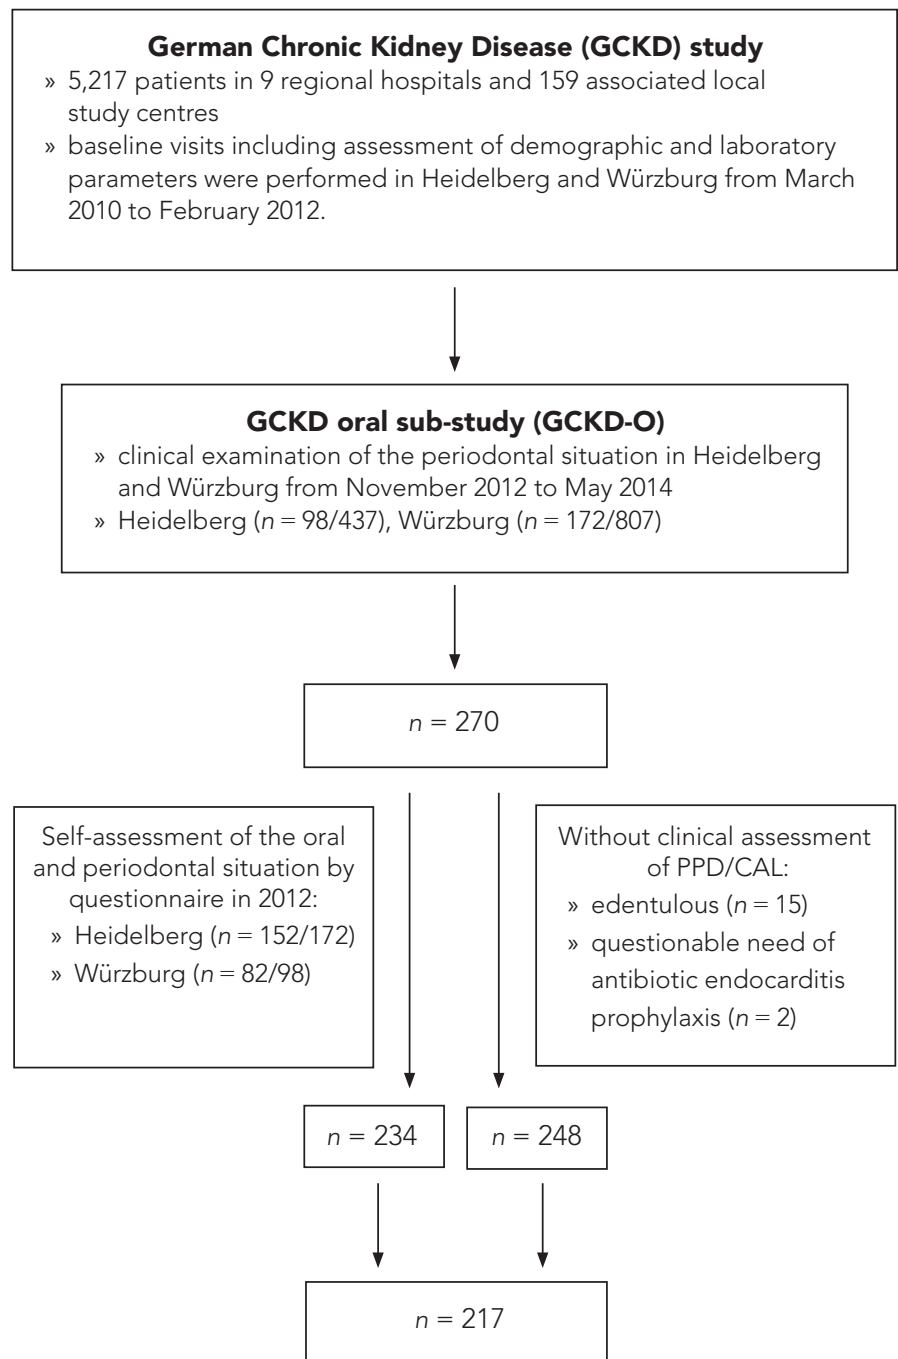 German Chronic Kidney Disease (GCKD) study
» 5,217 patients in 9 regional hospitals and 159 associated local
study centres
» baseline visits including assessment of demographic and laboratory
parameters were performed in Heidelberg and Würzburg from March
2010 to February 2012.
GCKD oral sub-study (GCKD-O)
» clinical examination of the periodontal situation in Heidelberg
and Würzburg from November 2012 to May 2014
» Heidelberg (n = 98/437), Würzburg (n = 172/807)
n = 270
Self-assessment of the oral
and periodontal situation by
questionnaire in 2012:
» Heidelberg (n = 152/172)
» Würzburg (n = 82/98)
Without clinical assessment
of PPD/CAL:
» edentulous (n = 15)
» questionable need of
antibiotic endocarditis
prophylaxis (n = 2)
n = 234
n = 248
n = 217